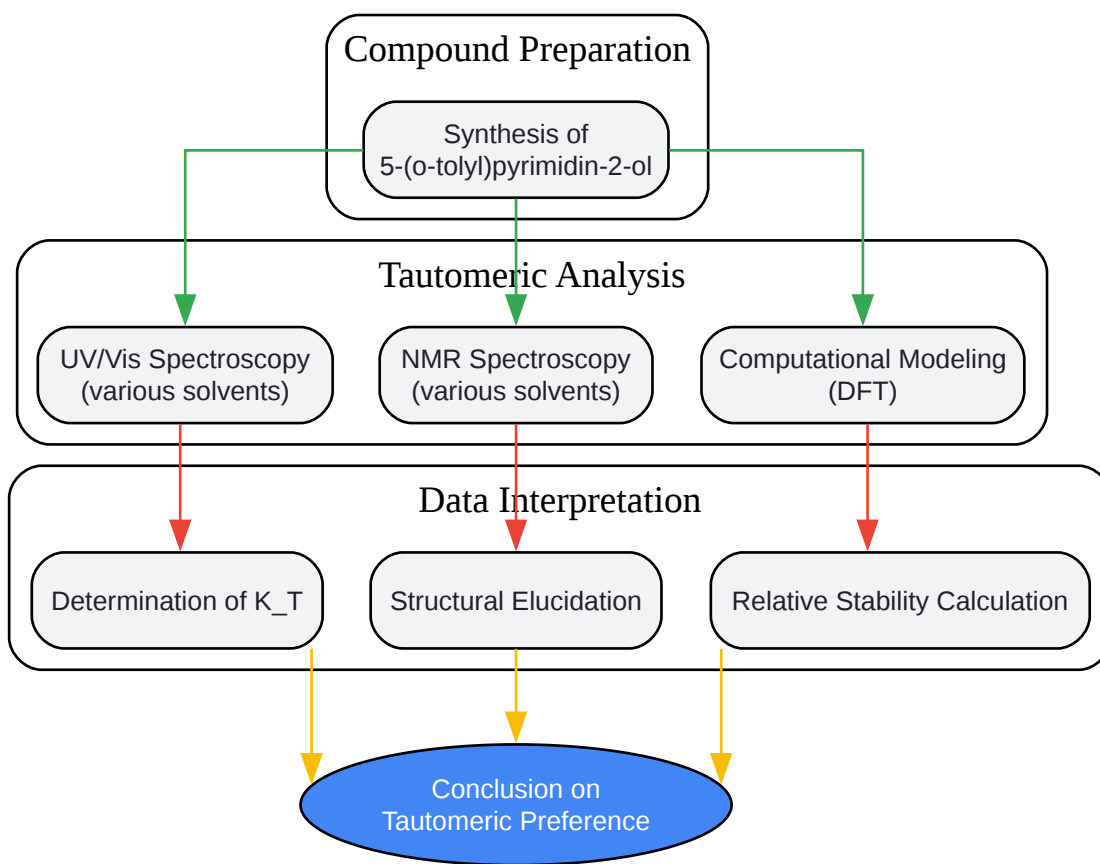 Compound Preparation
Synthesis of
5-(o-tolyl)pyrimidin-2-ol
Tautomeric Analysis
UV/Vis Spectroscopy
(various solvents)
NMR Spectroscopy
(various solvents)
Computational Modeling
(DFT)
Data Interpretation
Determination of K_T
Structural Elucidation
Relative Stability Calculation
Conclusion on
Tautomeric Preference